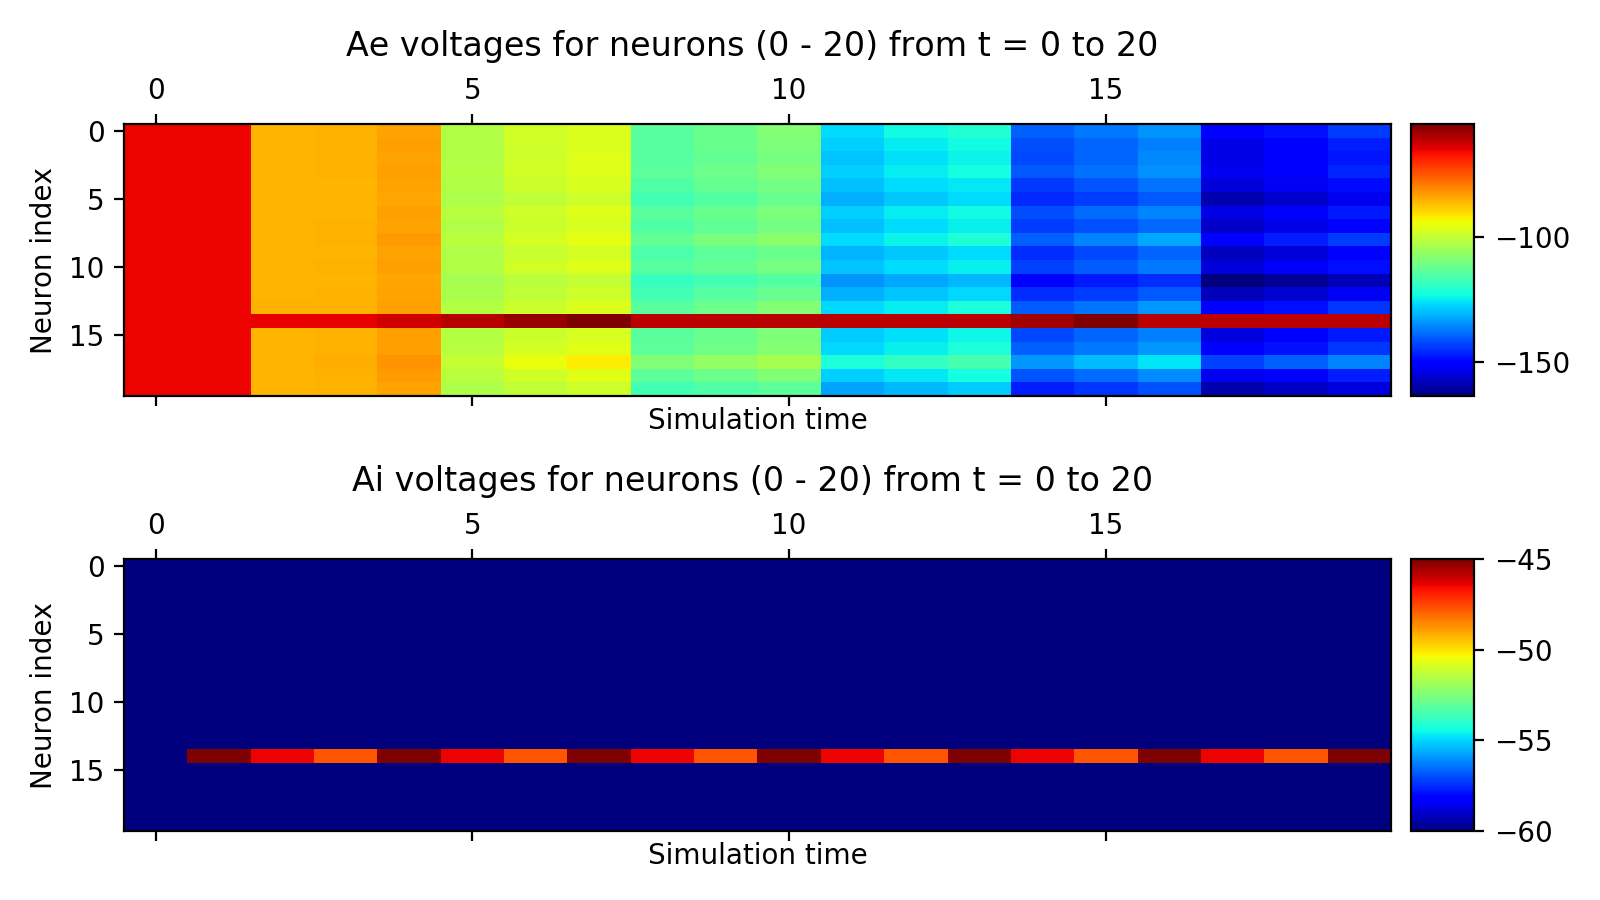 Ae voltages for neurons (0 - 20) from t = 0 to 20
0 5 10 15
Neuron index
0
5
10
15
−100
−150
Simulation time
Ai voltages for neurons (0 - 20) from t = 0 to 20
0 5 10 15
Neuron index
0
5
10
15
−45
−50
−55
−60
Simulation time